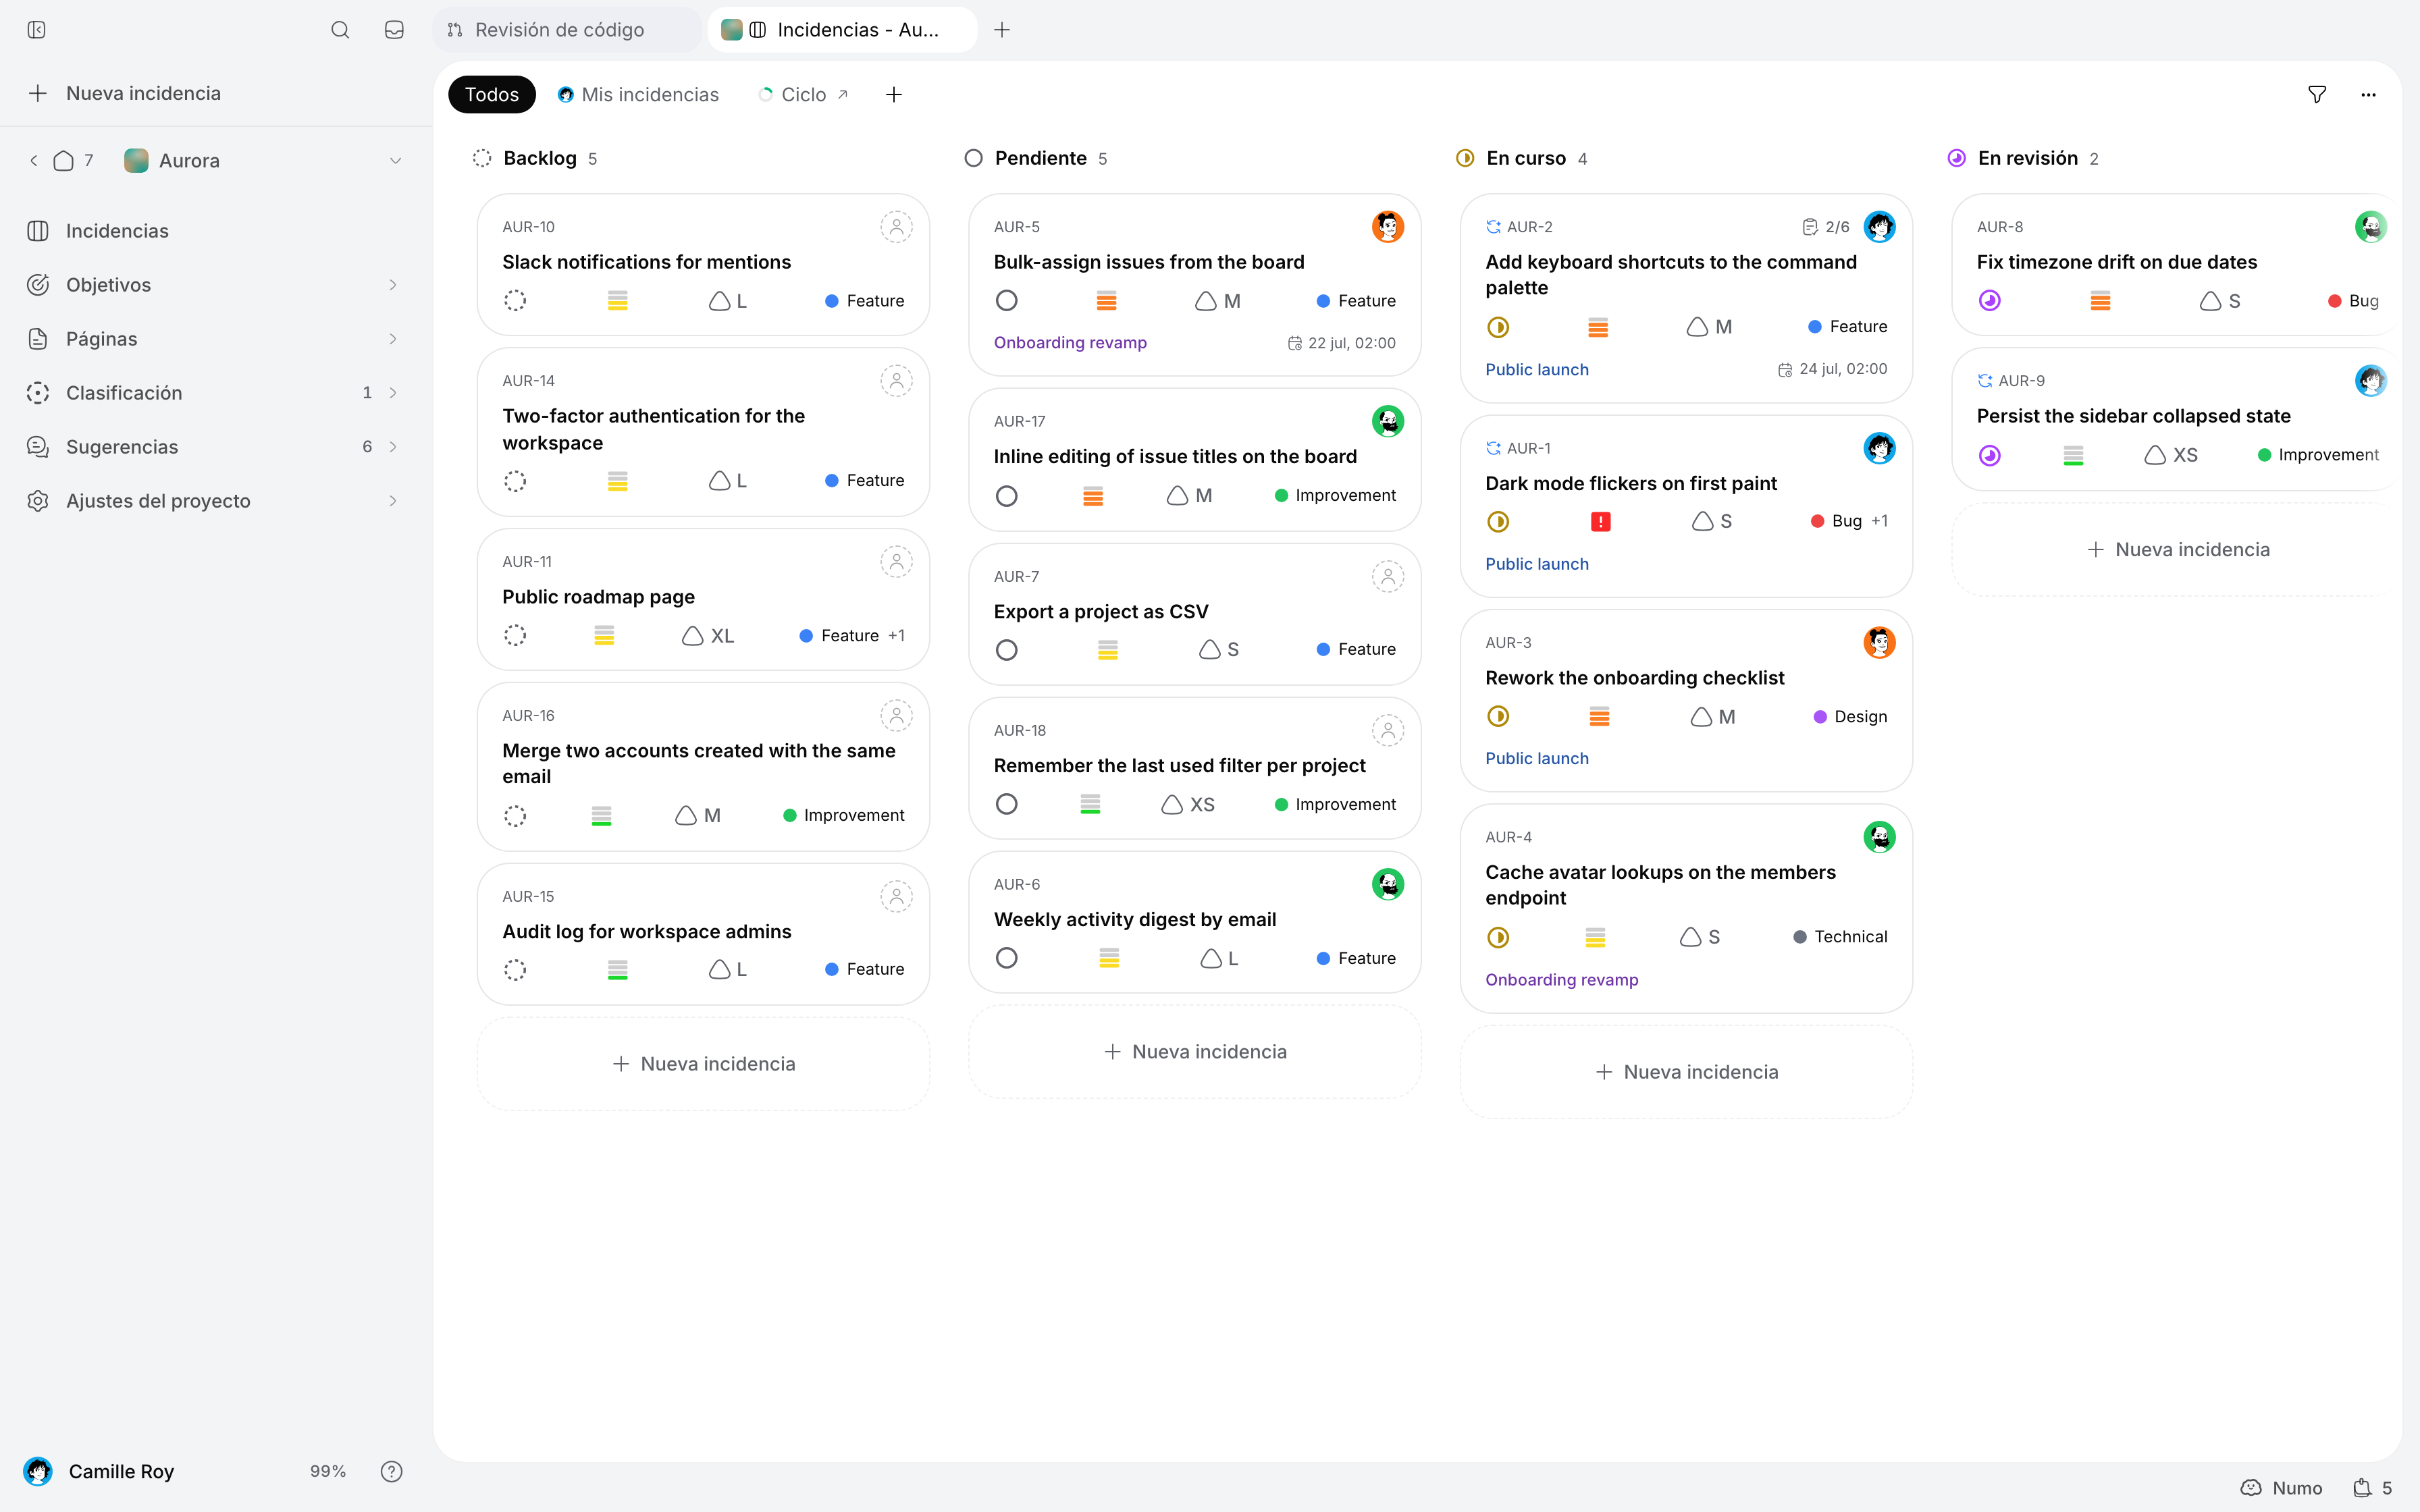 Revisión de código
Incidencias - Au...
Nueva incidencia
7
Aurora
Incidencias
Objetivos
Páginas
Clasificación 1
Sugerencias 6
Ajustes del proyecto
Camille Roy
99%
Todos
Mis incidencias
Ciclo
Backlog 5
AUR-10
Slack notifications for mentions
L
Feature
AUR-14
Two-factor authentication for the
workspace
L
Feature
AUR-11
Public roadmap page
XL
Feature +1
AUR-16
Merge two accounts created with the same
email
M
Improvement
AUR-15
Audit log for workspace admins
L
Feature
Nueva incidencia
Pendiente 5
AUR-5
Bulk-assign issues from the board
M
Feature
Onboarding revamp
22 jul, 02:00
AUR-17
Inline editing of issue titles on the board
M
Improvement
AUR-7
Export a project as CSV
S
Feature
AUR-18
Remember the last used filter per project
XS
Improvement
AUR-6
Weekly activity digest by email
L
Feature
Nueva incidencia
En curso 4
AUR-2
2/6
Add keyboard shortcuts to the command
palette
M
Feature
Public launch
24 jul, 02:00
AUR-1
Dark mode flickers on first paint
S
Bug +1
Public launch
AUR-3
Rework the onboarding checklist
M
Design
Public launch
AUR-4
Cache avatar lookups on the members
endpoint
S
Technical
Onboarding revamp
Nueva incidencia
En revisión 2
AUR-8
Fix timezone drift on due dates
S
Bug
AUR-9
Persist the sidebar collapsed state
XS
Improvement
Nueva incidencia
Numo
5